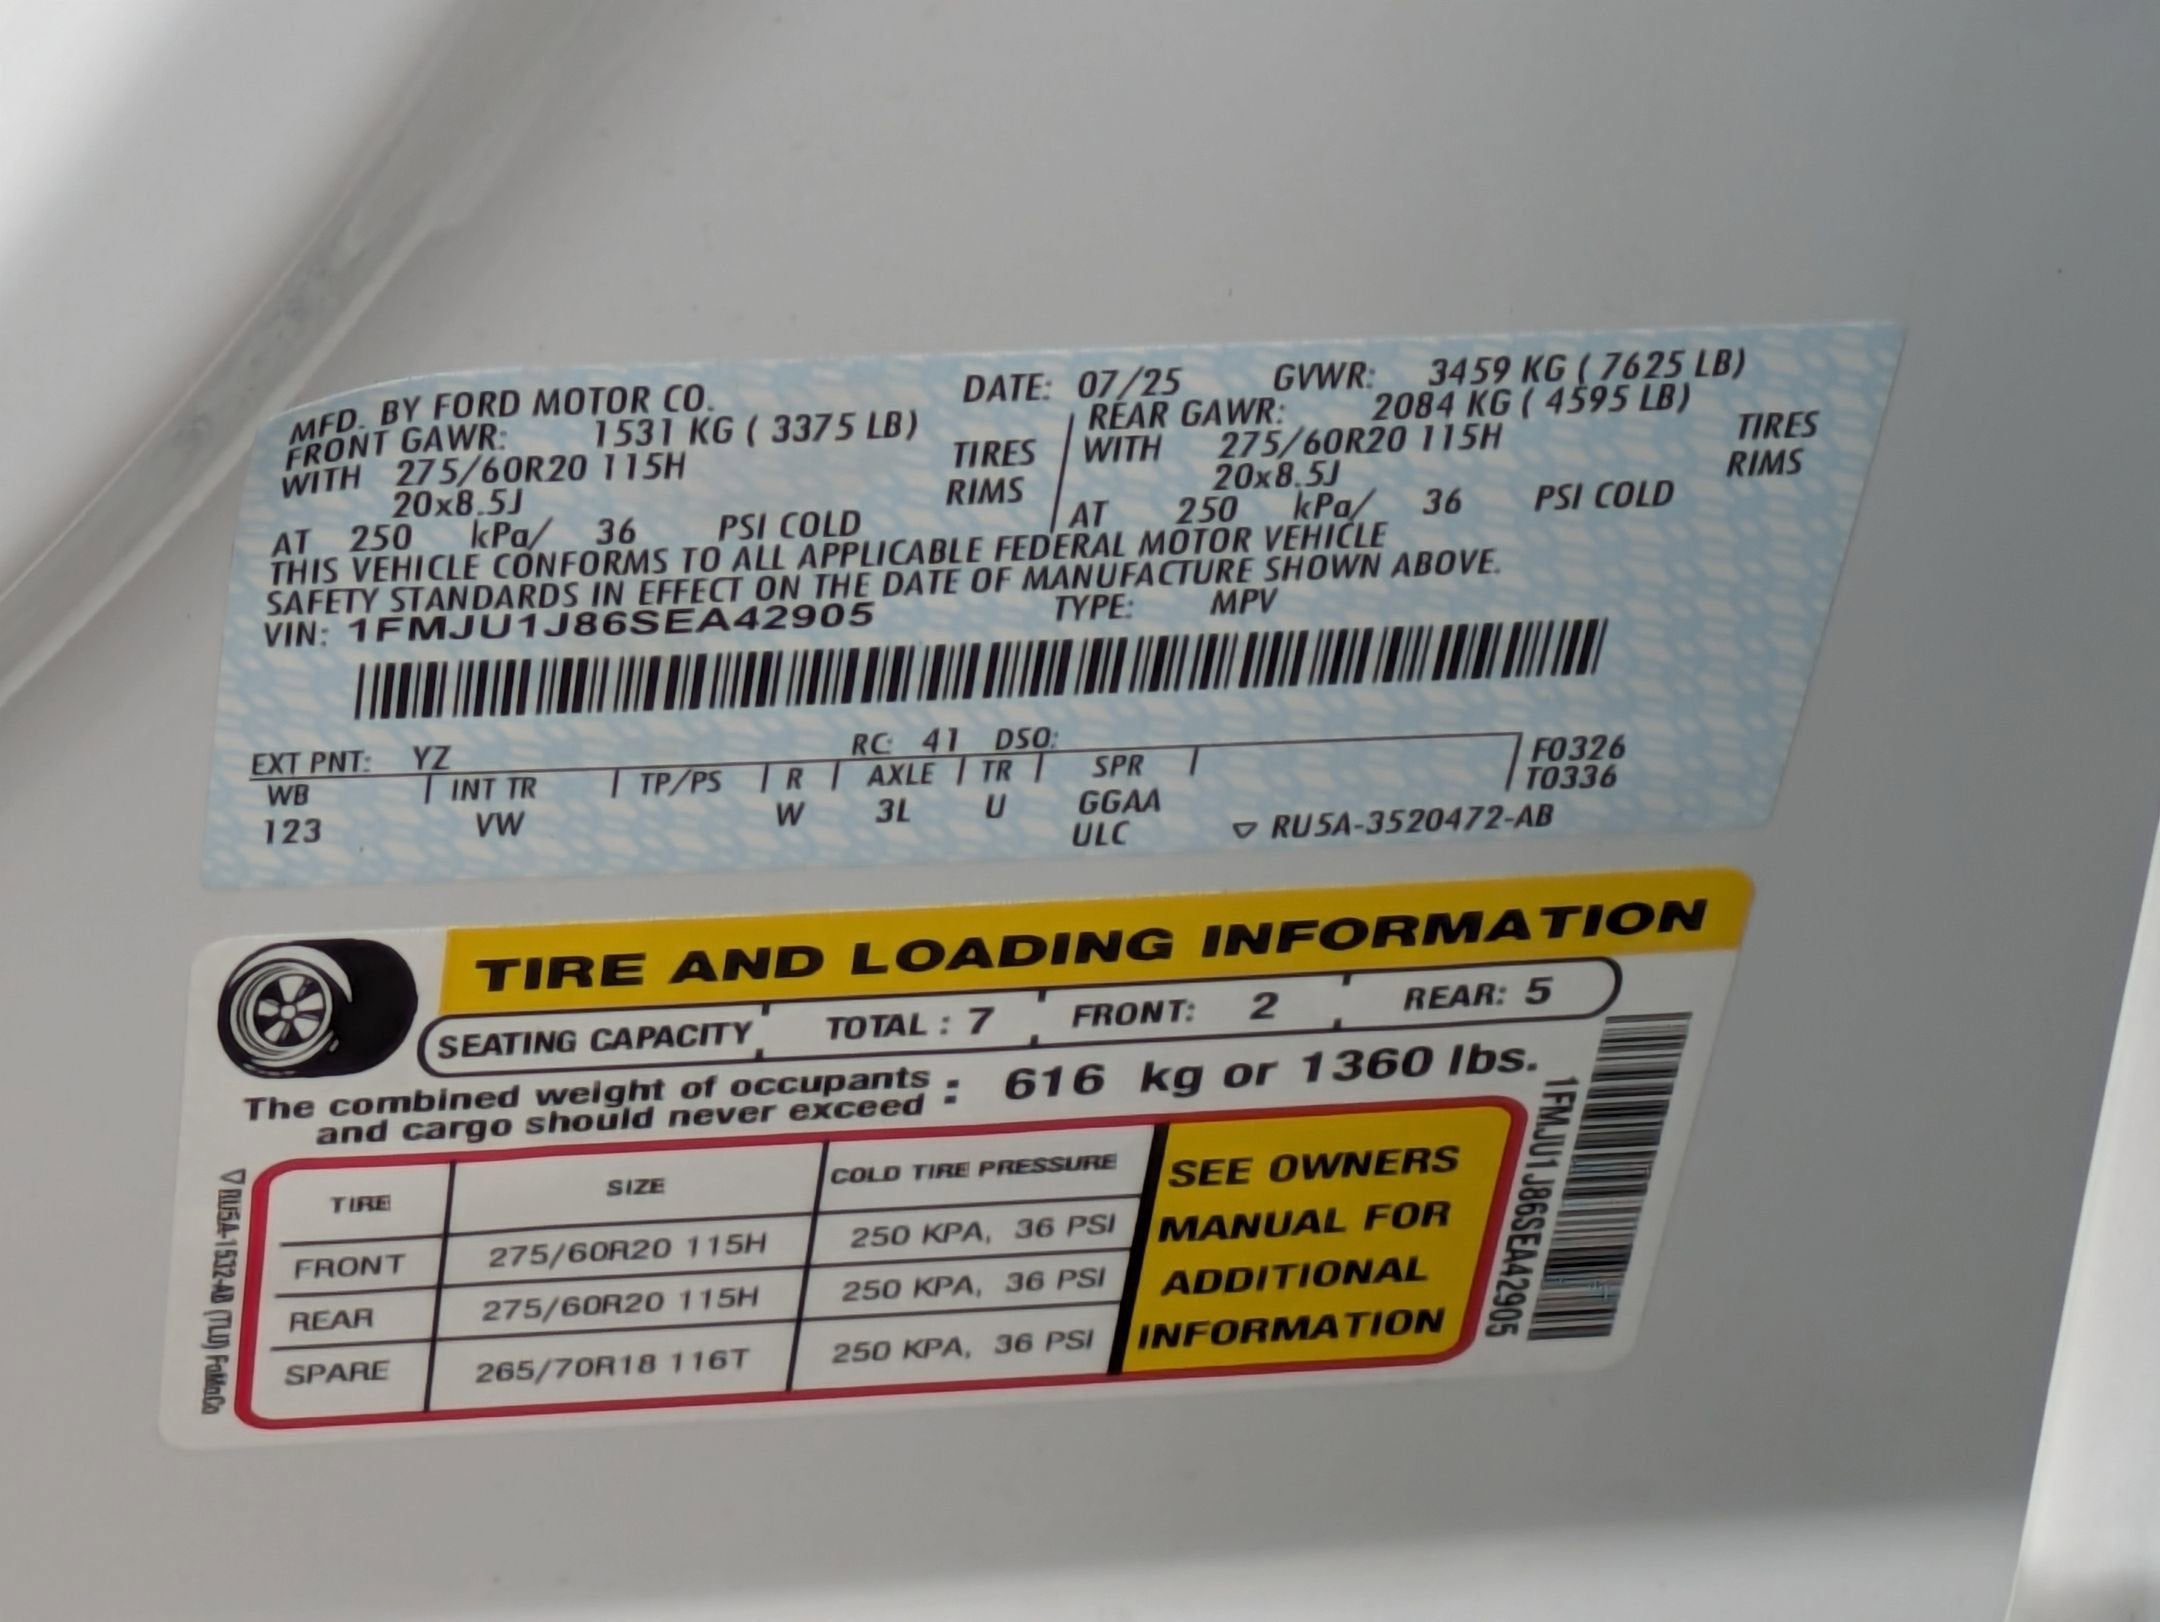 MFD. BY FORD MOTOR CO. DATE: 07/25 GVWR: 3459 KG ( 7625 LB)
FRONT GAWR: 1531 KG ( 3375 LB) REAR GAWR: 2084 KG ( 4595 LB)
WITH 275/60R20 115H TIRES WITH 275/60R20 115H TIRES
20x8.5J RIMS 20x8.5J RIMS
AT 250 kPa/ 36 PSI COLD AT 250 kPa/ 36 PSI COLD
THIS VEHICLE CONFORMS TO ALL APPLICABLE FEDERAL MOTOR VEHICLE
SAFETY STANDARDS IN EFFECT ON THE DATE OF MANUFACTURE SHOWN ABOVE.
VIN: 1FMJU1J86SEA42905 TYPE: MPV
EXT PNT: YZ RC: 41 DSO:
WB INT TR TP/PS R AXLE TR SPR F0326
T0336
123 VW W 3L U GGAA
ULC ▽ RU5A-3520472-AB
TIRE AND LOADING INFORMATION
SEATING CAPACITY TOTAL : 7 FRONT: 2 REAR: 5
The combined weight of occupants
and cargo should never exceed : 616 kg or 1360 lbs.
TIRE SIZE COLD TIRE PRESSURE
FRONT 275/60R20 115H 250 KPA, 36 PSI
REAR 275/60R20 115H 250 KPA, 36 PSI
SPARE 265/70R18 116T 250 KPA, 36 PSI
SEE OWNERS
MANUAL FOR
ADDITIONAL
INFORMATION
1FMJU1J86SEA42905
▽ RU5A-1532-AB (TLU) FoMoCo